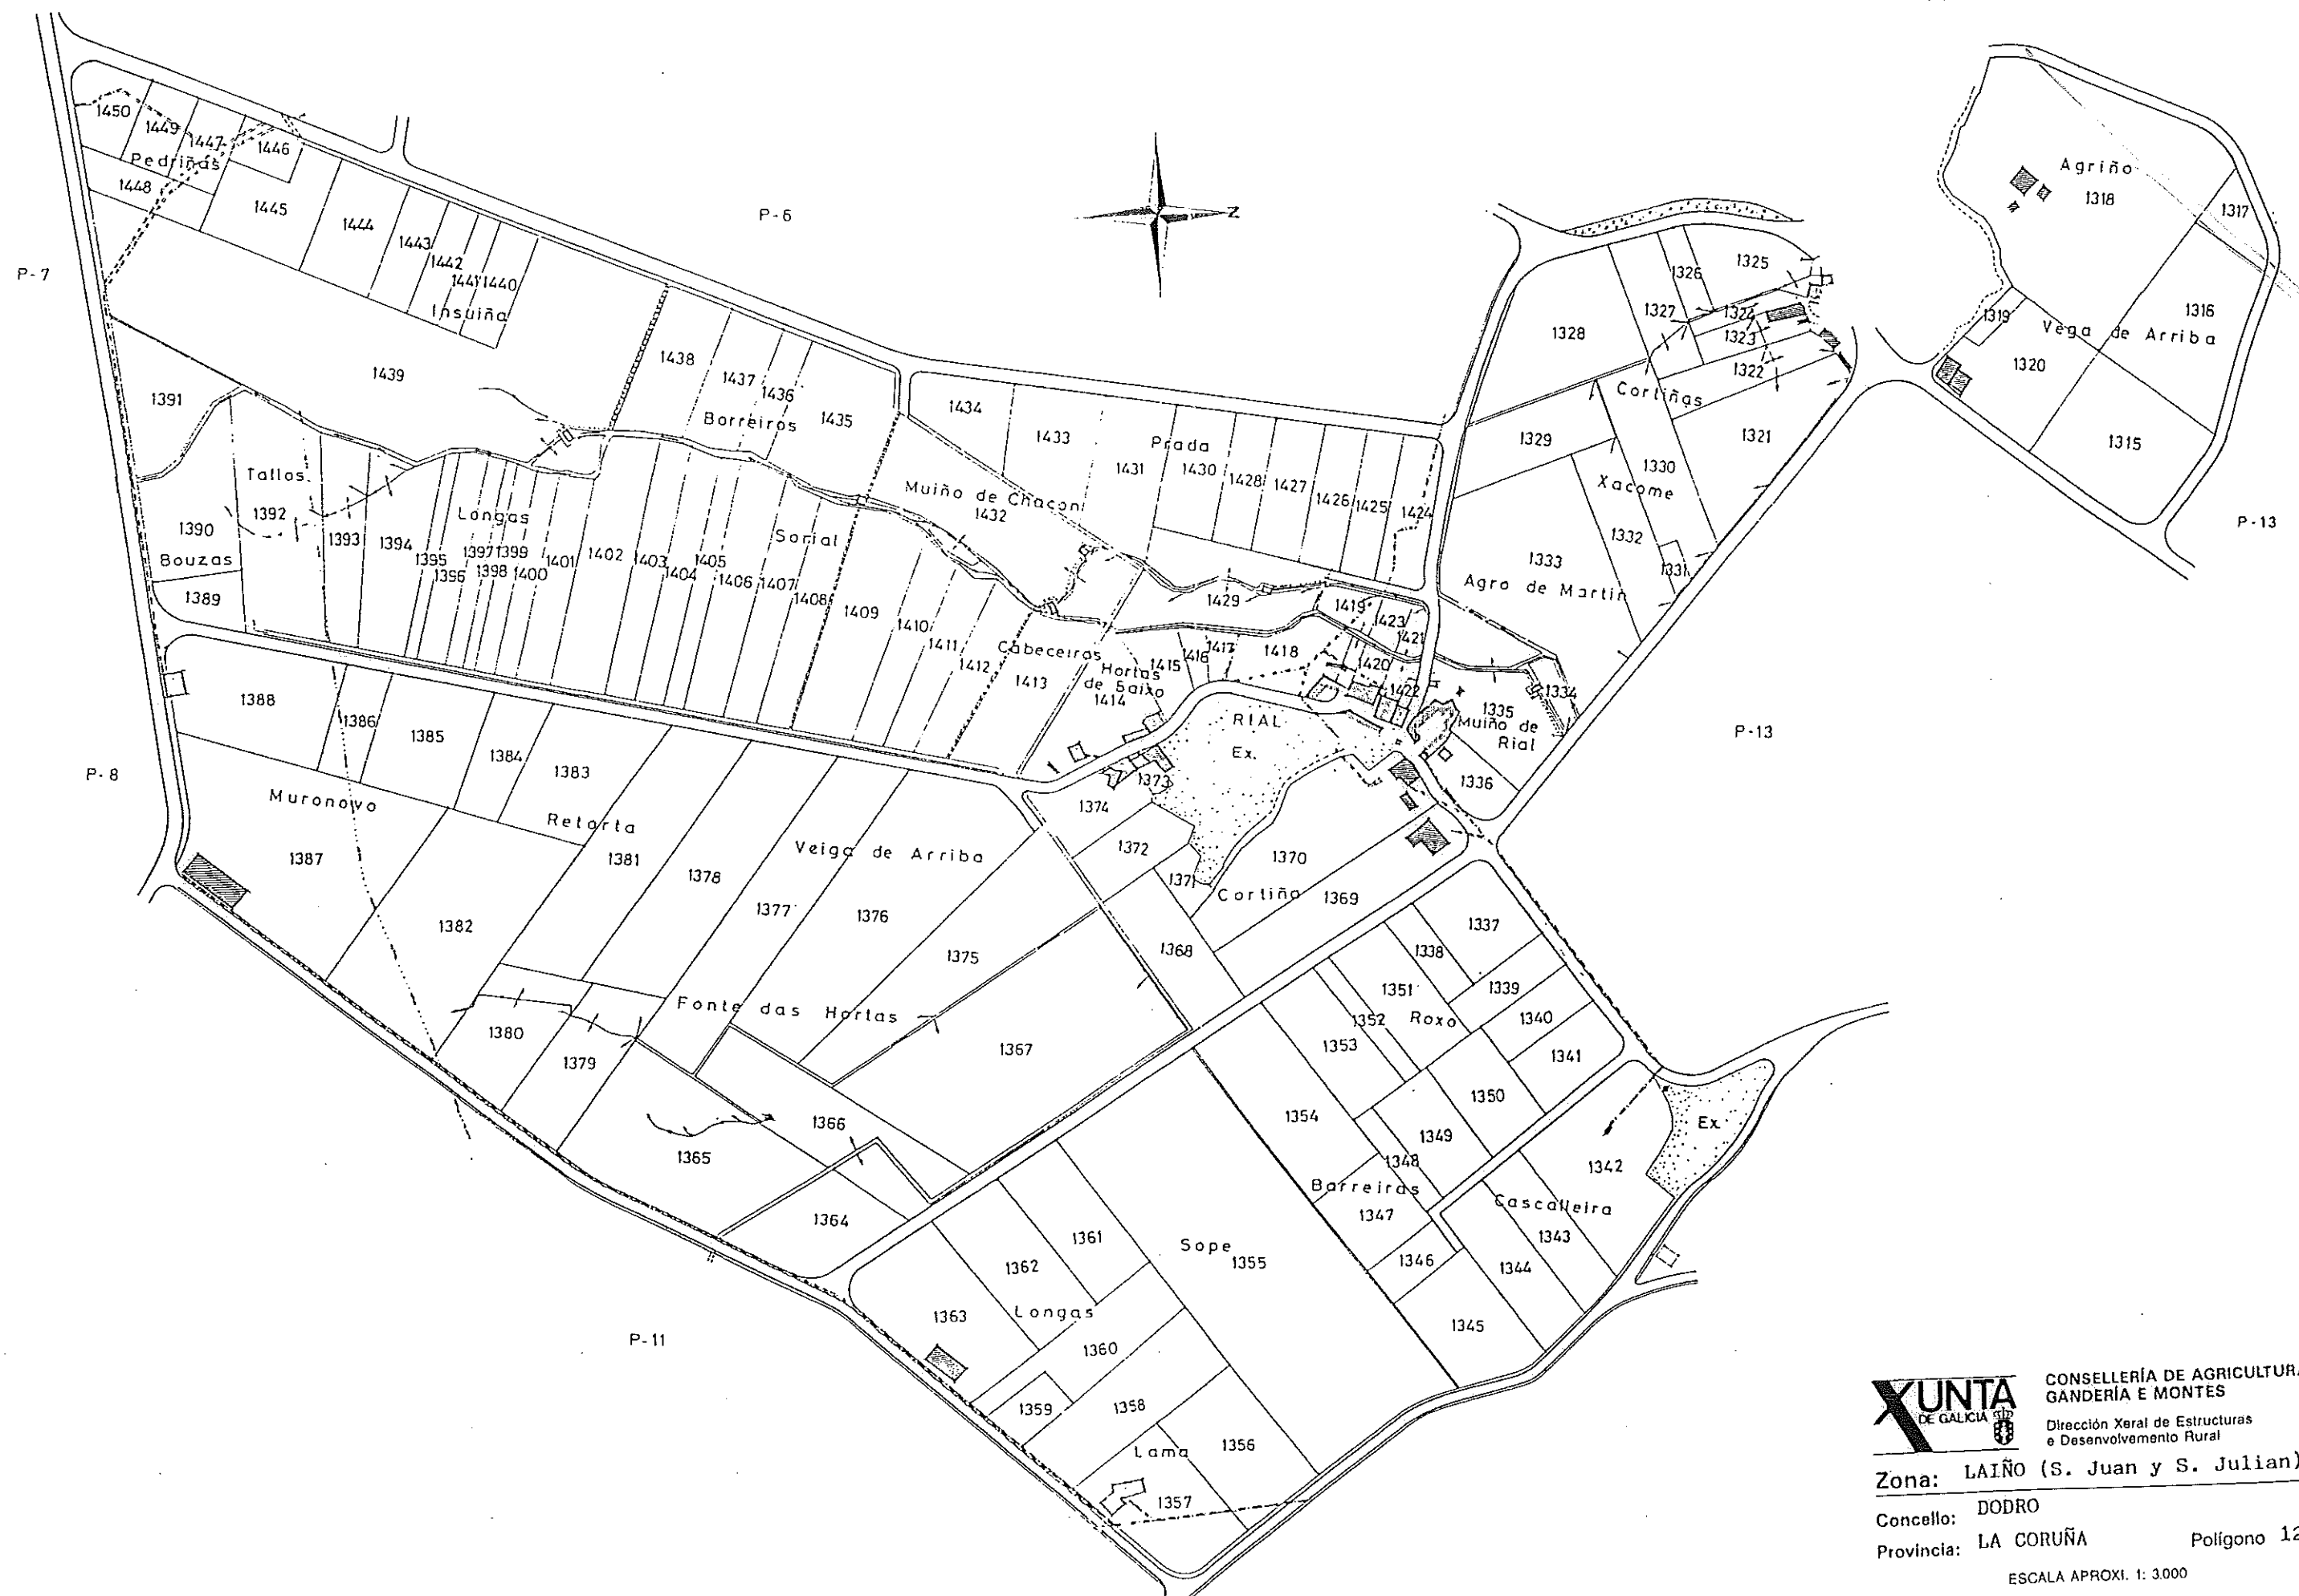 1450
1449
1447
1446
Pedriñas
1448
1445
1444
1443
1442
1441
1440
Insuiña
P-6
P-7
Z
Agriño
1318
1317
1316
1319
Vega de Arriba
1320
1315
P-13
1325
1326
1327
1324
1323
1328
1322
Cortiñas
1321
1329
1330
Xacome
1332
1331
1333
Agro de Martin
1439
1438
1437
1436
1435
Borreiros
1391
1434
1433
1431
Prada
1430
1428
1427
1426
1425
1424
Muiño de Chacon
1432
Tallos
1392
1390
Bouzas
1389
1393
1394
Longas
1395
1396
1397
1398
1399
1400
1401
1402
1403
1404
1405
1406
1407
1408
Sorial
1409
1410
1411
1412
Cabeceiros
1413
Hortas
de Saixo
1414
1415
1416
1417
1418
1429
1419
1423
1421
1420
1422
1335
1334
Muiño de
Rial
1336
P-13
RIAL
Ex.
1388
1386
1385
1384
1383
P-8
Muronovo
Retorta
1387
1382
1381
1378
1377
Veiga de Arriba
1376
1375
1374
1373
1372
1371
1370
Cortiña
1369
1368
Fonte das Hortas
1380
1379
1367
1366
1365
1364
1337
1338
1339
1340
1341
1351
1352
Roxo
1353
1350
1354
1349
1348
Barreiras
1347
1346
1345
1342
Ex.
Cascalleira
1343
1344
1361
1362
Sope
1355
1363
Longas
1360
1359
1358
Lama
1356
1357
P-11
XUNTA
DE GALICIA
CONSELLERÍA DE AGRICULTURA
GANDERÍA E MONTES
Dirección Xeral de Estructuras
e Desenvolvemento Rural
Zona: LAIÑO (S. Juan y S. Julian)
Concello: DODRO
Provincia: LA CORUÑA Polígono 12
ESCALA APROXI. 1: 3.000